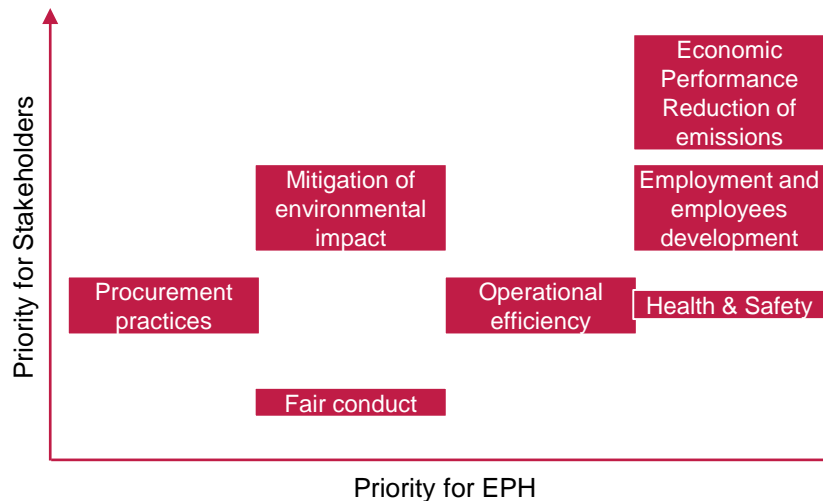 Priority for Stakeholders
Economic
Performance
Reduction of
emissions
Mitigation of
environmental
impact
Employment and
employees
development
Procurement
practices
Operational
efficiency
Health & Safety
Fair conduct
Priority for EPH